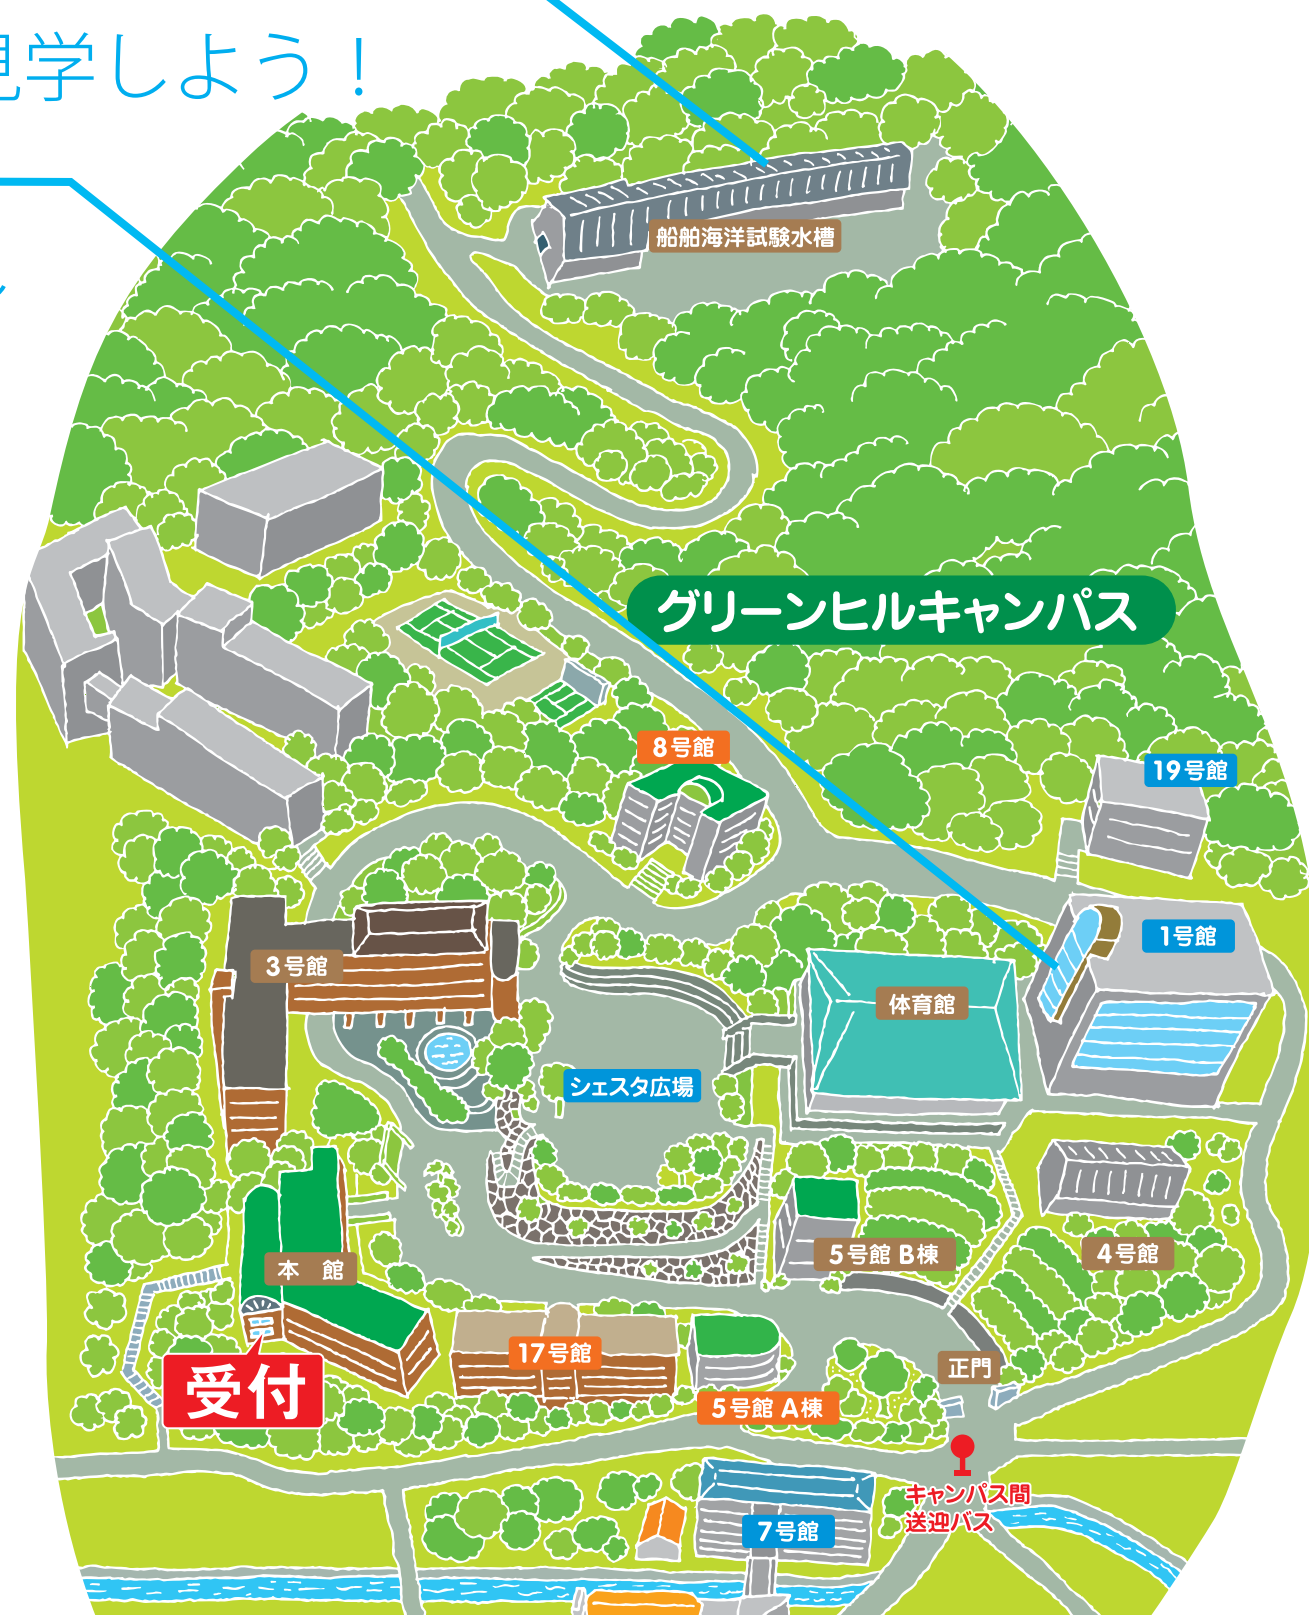 見学しよう！
船舶海洋試験水槽
グリーンヒルキャンパス
8号館
19号館
1号館
3号館
体育館
シェスタ広場
5号館 B棟
4号館
本 館
17号館
正門
受付
5号館 A棟
キャンパス間
送迎バス
7号館